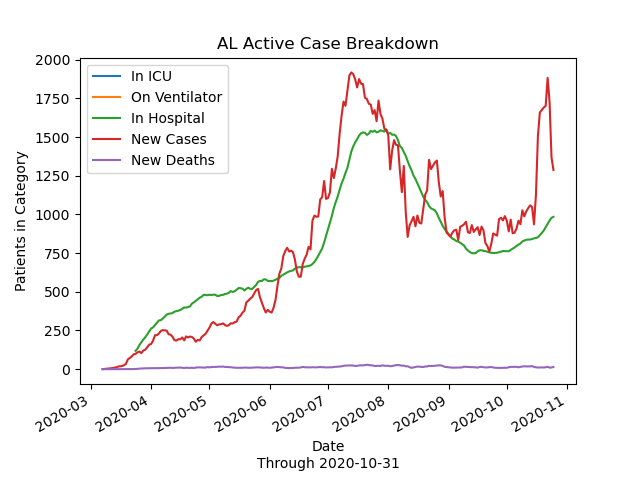 AL Active Case Breakdown
In ICU
On Ventilator
In Hospital
New Cases
New Deaths
Patients in Category
2000
1750
1500
1250
1000
750
500
250
0
2020-03
2020-04
2020-05
2020-06
2020-07
2020-08
2020-09
2020-10
2020-11
Date
Through 2020-10-31